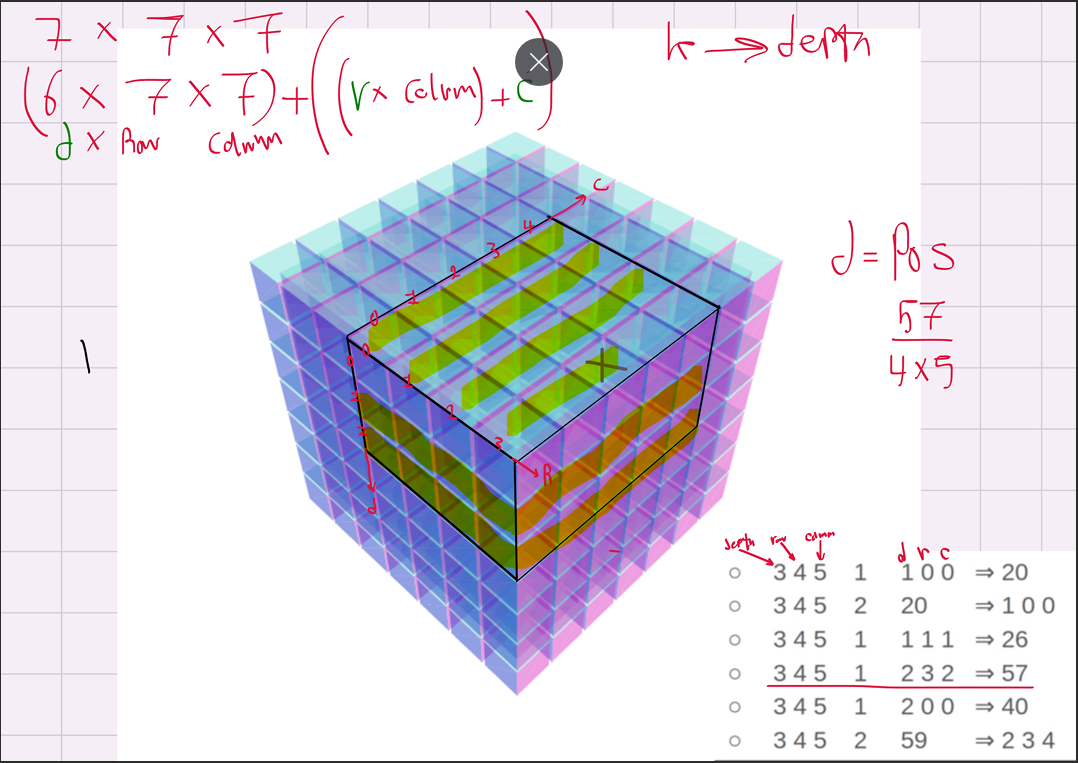 7 × 7 × 7
k → depth
(6 × 7 × 7) + ((r × Colum) + c)
d × Row Column
C
4
3
2
1
0
0
0
1
1
2
2
2
3
R
d
d = Pos
57
4×5
1
depth row column
d r c
3 4 5 1 1 0 0 ⇒ 20
3 4 5 2 20 ⇒ 1 0 0
3 4 5 1 1 1 1 ⇒ 26
3 4 5 1 2 3 2 ⇒ 57
3 4 5 1 2 0 0 ⇒ 40
3 4 5 2 59 ⇒ 2 3 4